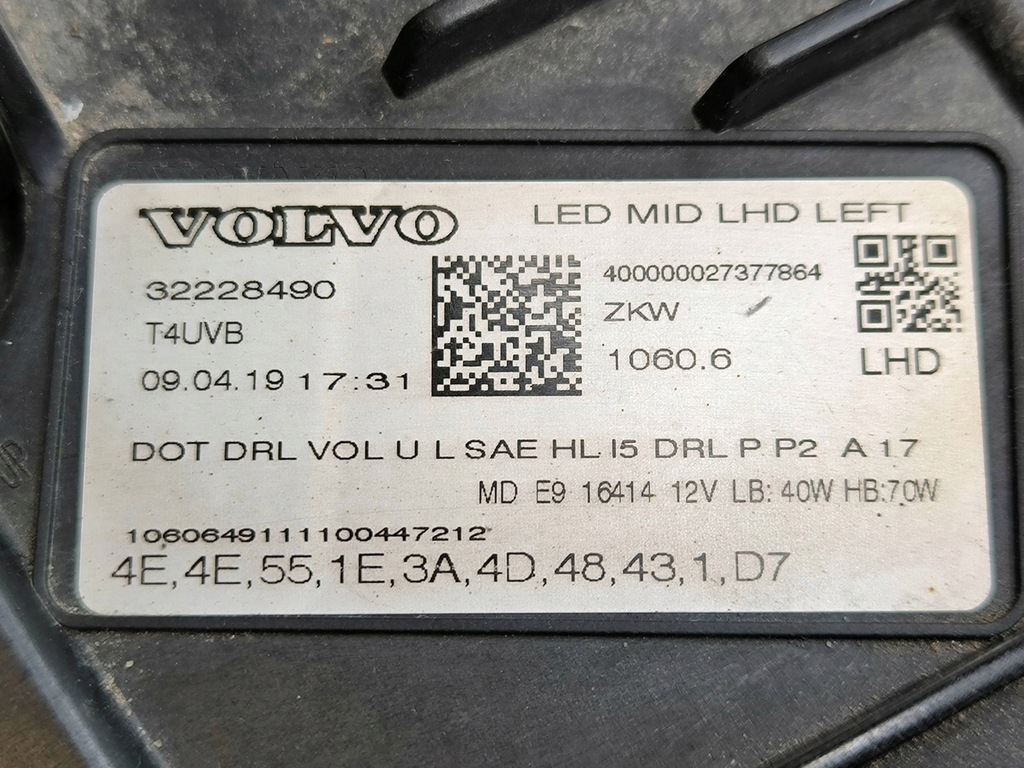 VOLVO
LED MID LHD LEFT
32228490
400000027377864
T4UVB
ZKW
09.04.19 17:31
1060.6
LHD
DOT DRL VOL U L SAE HL I5 DRL P P2 A 17
MD E9 16414 12V LB: 40W HB:70W
1060649111100447212
4E,4E,55,1E,3A,4D,48,43,1,D7